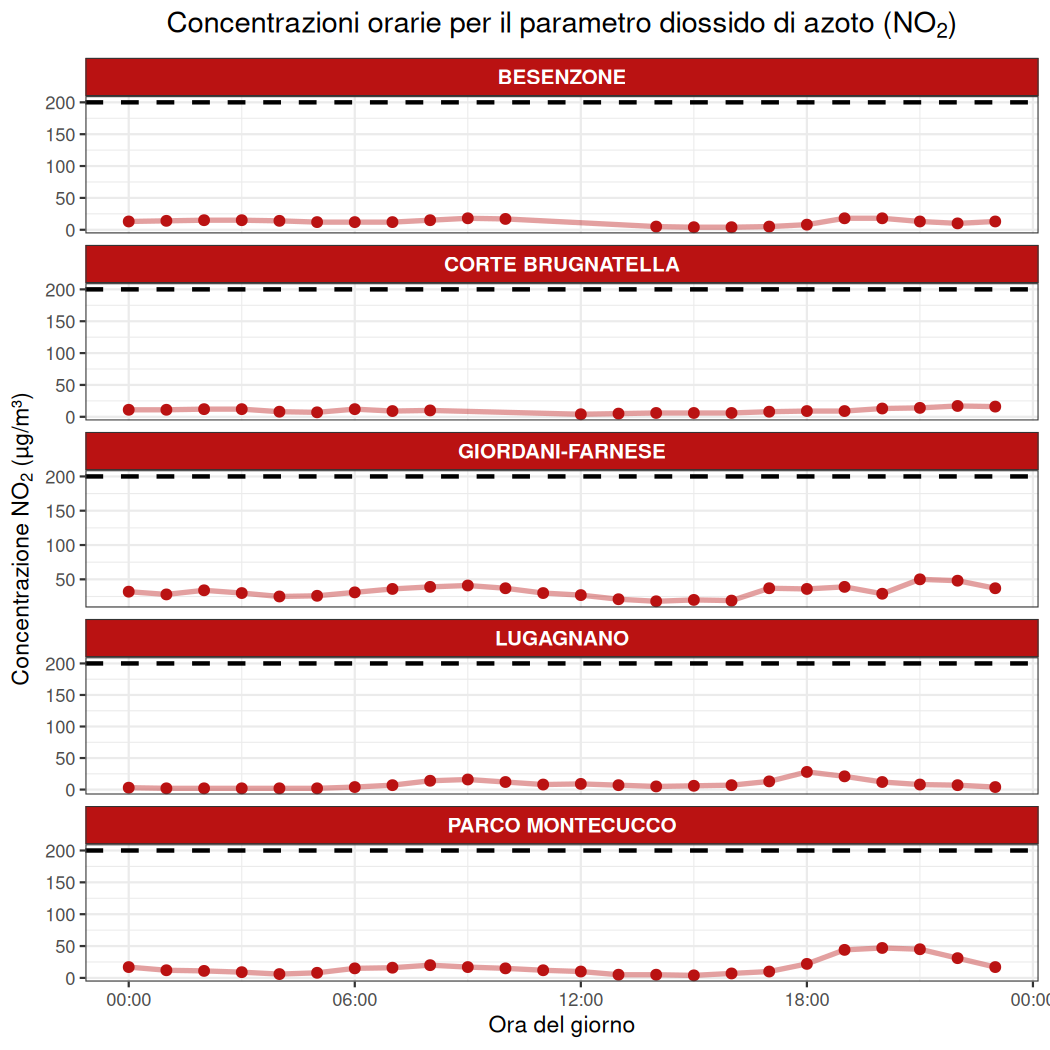 Concentrazioni orarie per il parametro diossido di azoto (NO₂)
Concentrazione NO₂ (µg/m³)
BESENZONE
200
150
100
50
0
CORTE BRUGNATELLA
200
150
100
50
0
GIORDANI-FARNESE
200
150
100
50
LUGAGNANO
200
150
100
50
0
PARCO MONTECUCCO
200
150
100
50
0
00:00 06:00 12:00 18:00 00:0
Ora del giorno